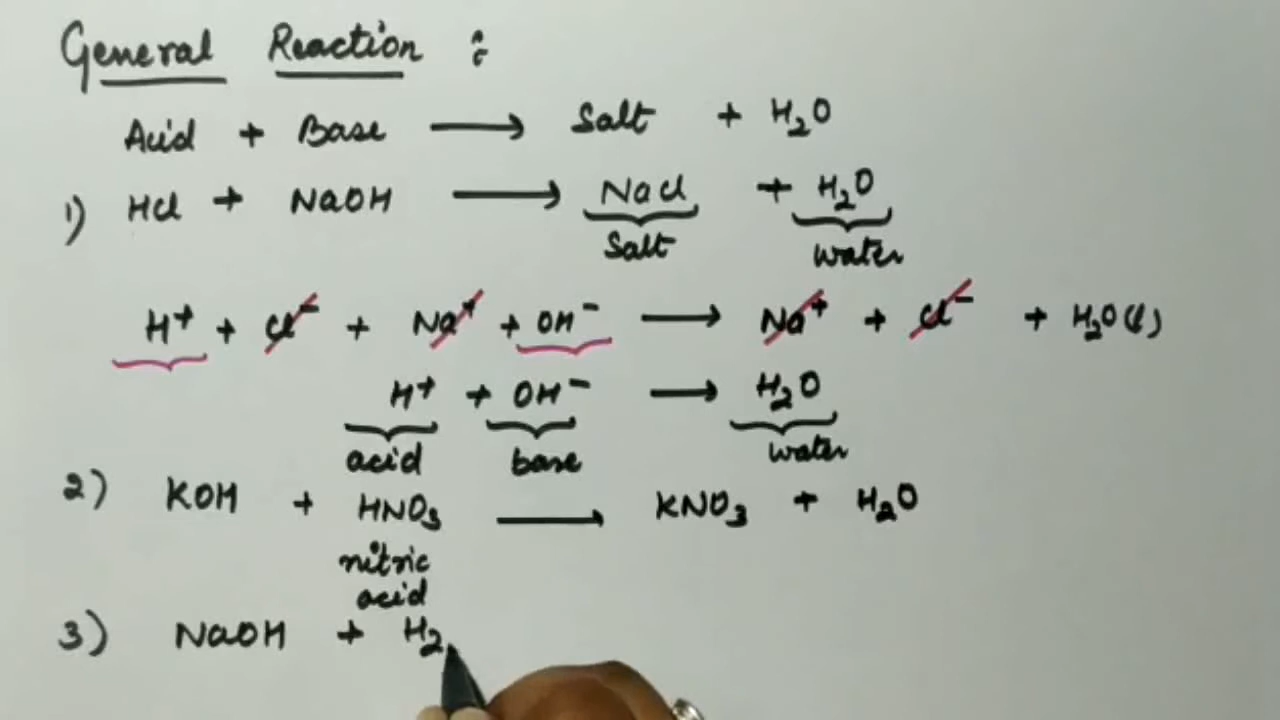 General Reaction :
Acid + Base → Salt + H₂O
1) HCl + NaOH → NaCl + H₂O
Salt water
H⁺ + Cl⁻ + Na⁺ + OH⁻ → Na⁺ + Cl⁻ + H₂O(l)
H⁺ + OH⁻ → H₂O
acid base water
2) KOH + HNO₃ → KNO₃ + H₂O
nitric
acid
3) NaOH + H₂